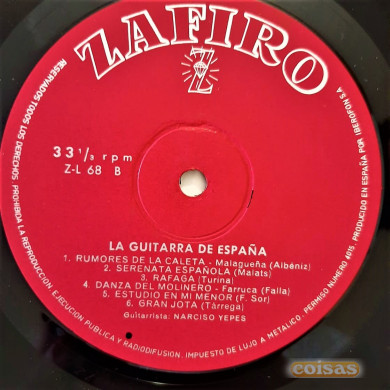 ZAFIRO
Z
33 1/3 rpm
Z-L 68 B
LA GUITARRA DE ESPAÑA
1. RUMORES DE LA CALETA - Malagueña (Albéniz)
2. SERENATA ESPAÑOLA (Malats)
3. RAFAGA (Turina)
4. DANZA DEL MOLINERO - Farruca (Falla)
5. ESTUDIO EN MI MENOR (F. Sor)
6. GRAN JOTA (Tàrrega)
Guitarrista: NARCISO YEPES
RESERVADOS TODOS LOS DERECHOS. PROHIBIDA LA REPRODUCCION, EJECUCION PUBLICA Y RADIODIFUSION. IMPUESTO DE LUJO A METALICO. PERMISO NUMERO 4015. PRODUCIDO EN ESPAÑA POR IBEROFON S.A
coisas